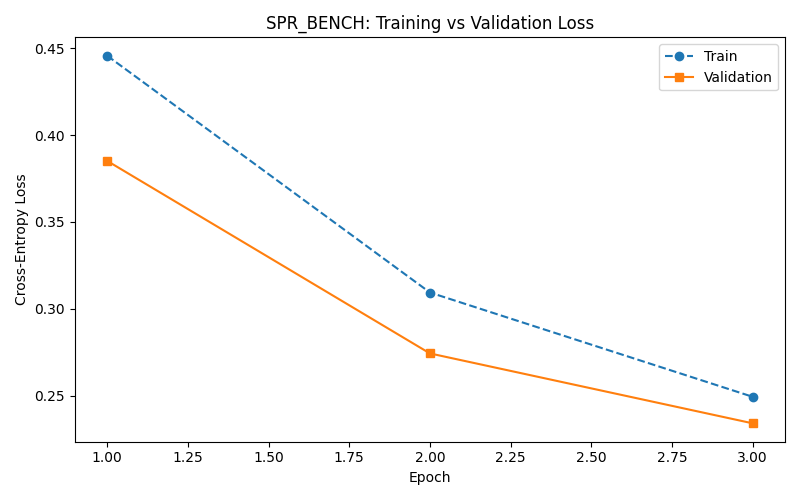 SPR_BENCH: Training vs Validation Loss
Train
Validation
Cross-Entropy Loss
0.45
0.40
0.35
0.30
0.25
1.00 1.25 1.50 1.75 2.00 2.25 2.50 2.75 3.00
Epoch